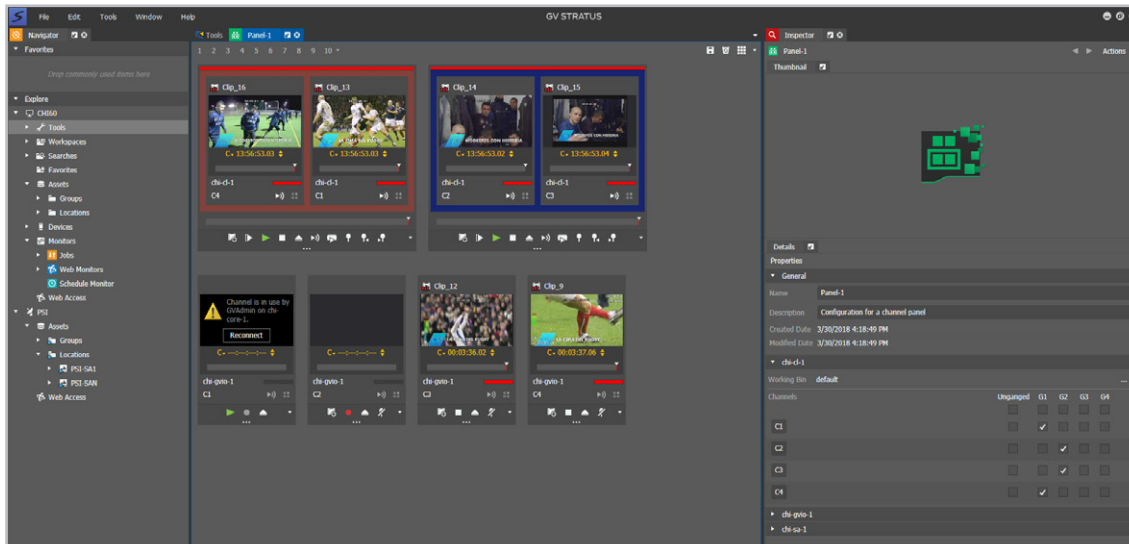 S File Edit Tools Window Help
GV STRATUS
Navigator
Favorites
Drop commonly used items here
Explore
CHI60
Tools
Workspaces
Searches
Favorites
Assets
Groups
Locations
Devices
Monitors
Jobs
Web Monitors
Schedule Monitor
Web Access
PSI
Assets
Groups
Locations
PSI-SA1
PSI-SAN
Web Access
Tools Panel-1
1 2 3 4 5 6 7 8 9 10
Clip_16 Clip_13
C 13:56:53.03 C 13:56:53.03
chi-cl-1 chi-cl-1
C4 C1
Clip_14 Clip_15
C 13:56:53.02 C 13:56:53.04
chi-cl-1 chi-cl-1
C2 C3
Channel is in use by
GVAdmin on chi-
core-1.
Reconnect
C --:--:--.-- C --:--:--.--
chi-gvio-1 chi-gvio-1
C1 C2
Clip_12 Clip_9
C 00:03:36.02 C 00:03:37.06
chi-gvio-1 chi-gvio-1
C3 C4
Inspector
Panel-1 Actions
Thumbnail
Details
Properties
General
Name Panel-1
Description Configuration for a channel panel
Created Date 3/30/2018 4:18:49 PM
Modified Date 3/30/2018 4:18:49 PM
chi-cl-1
Working Bin default ...
Channels Unganged G1 G2 G3 G4
C1
C2
C3
C4
chi-gvio-1
chi-sa-1